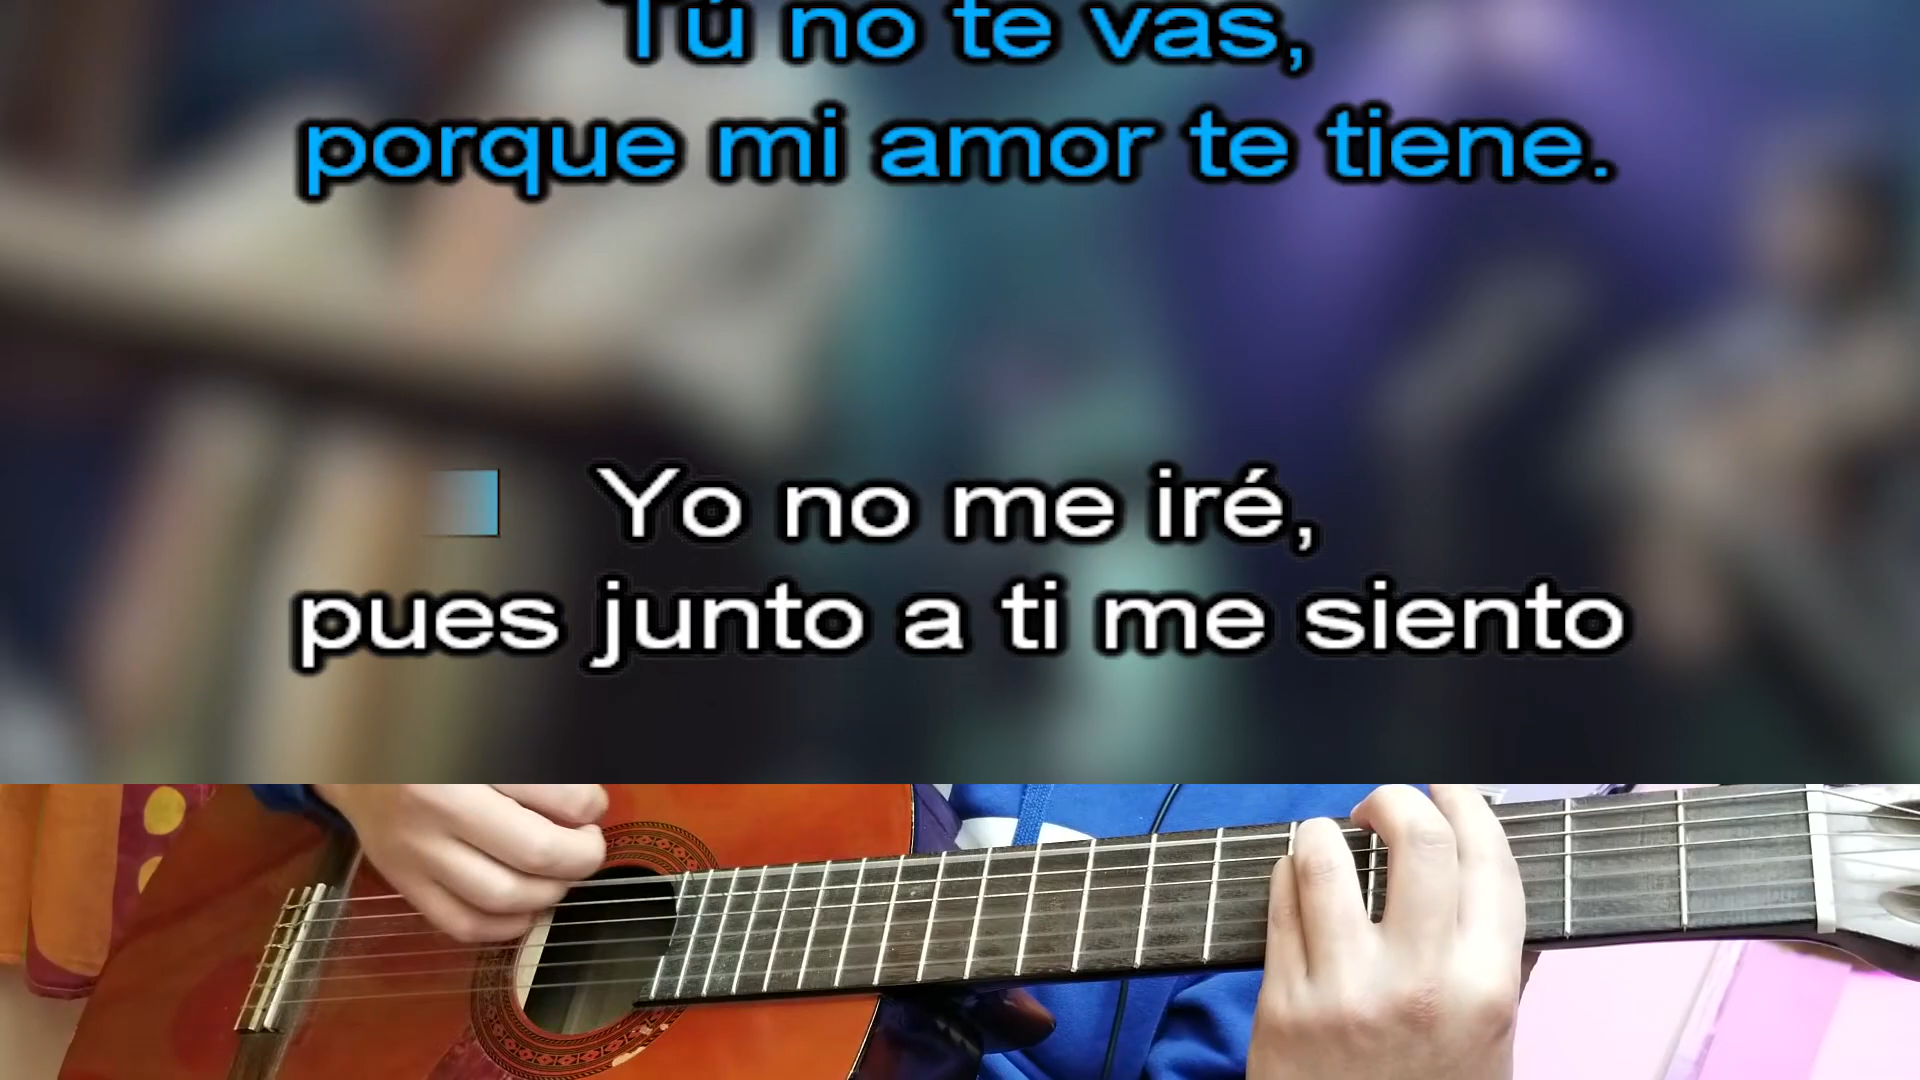 Tú no te vas,
porque mi amor te tiene.
Yo no me iré,
pues junto a ti me siento